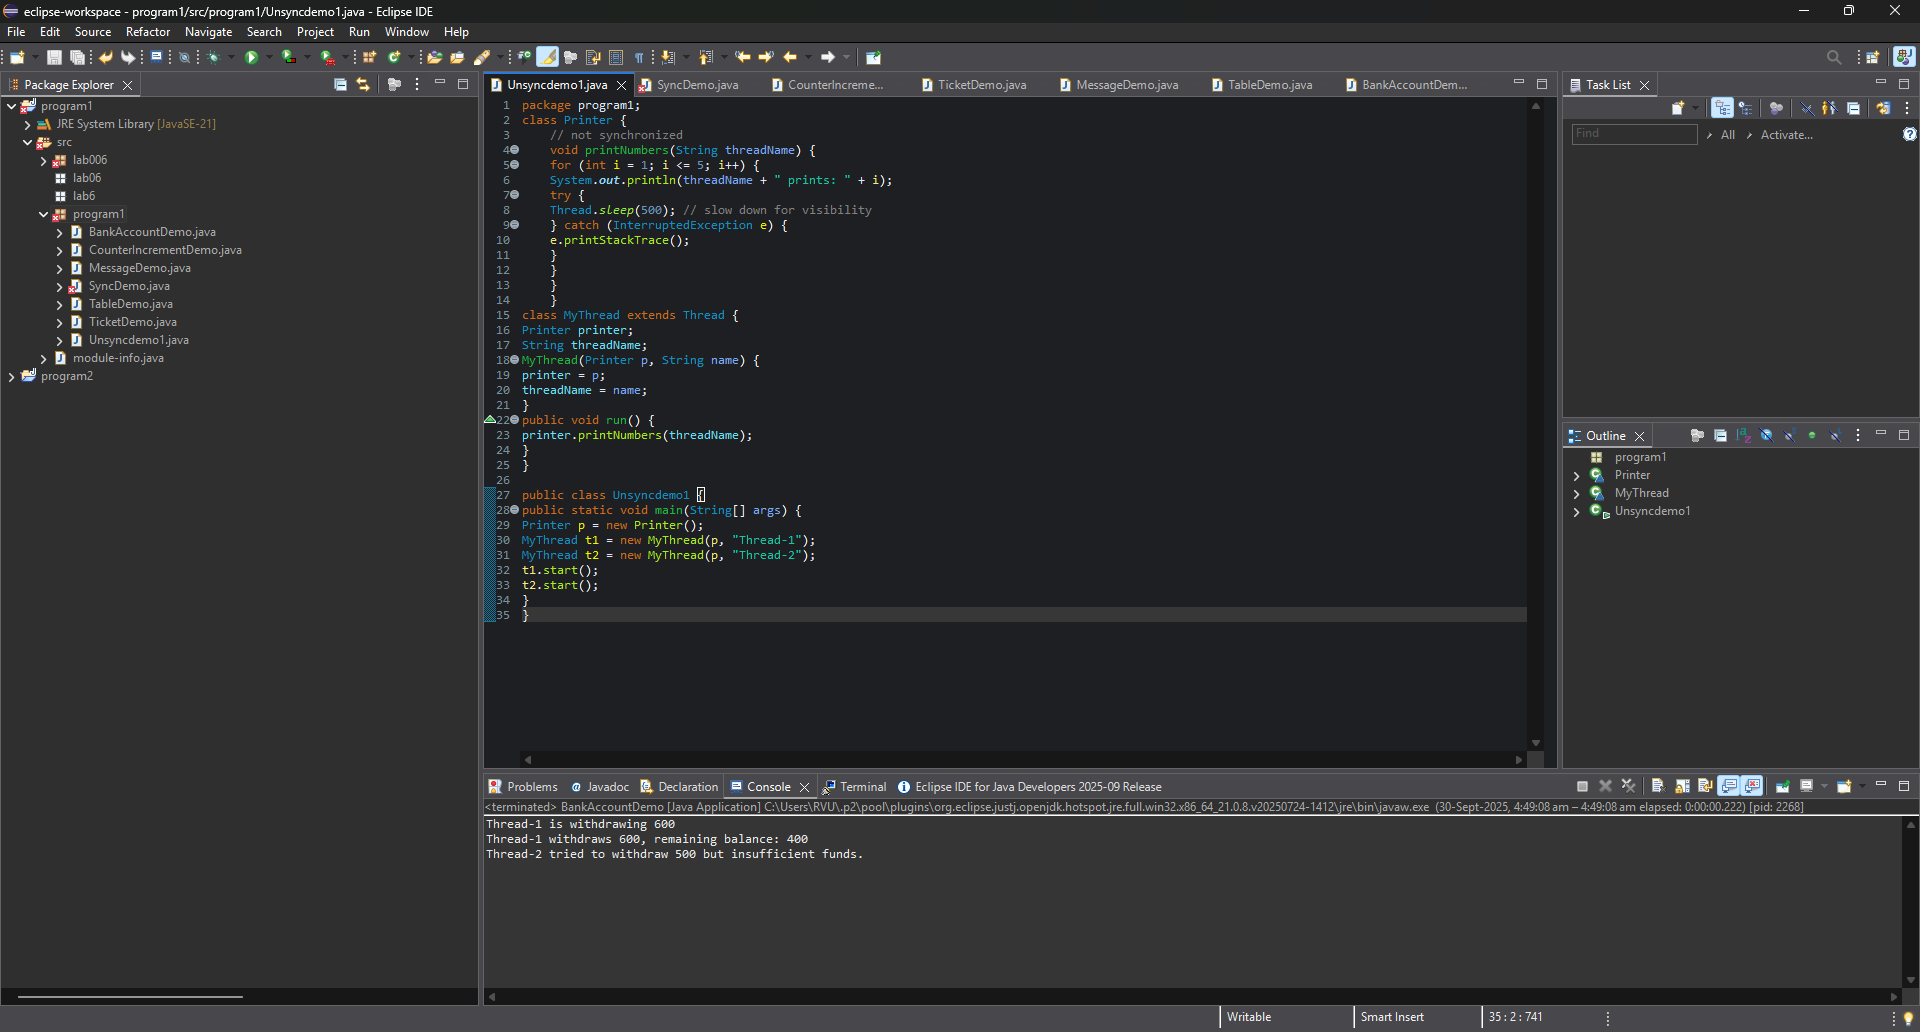 eclipse-workspace - program1/src/program1/Unsyncdemo1.java - Eclipse IDE
File Edit Source Refactor Navigate Search Project Run Window Help
Package Explorer
program1
JRE System Library [JavaSE-21]
src
lab006
lab06
lab6
program1
BankAccountDemo.java
CounterIncrementDemo.java
MessageDemo.java
SyncDemo.java
TableDemo.java
TicketDemo.java
Unsyncdemo1.java
module-info.java
program2
Unsyncdemo1.java SyncDemo.java CounterIncreme... TicketDemo.java MessageDemo.java TableDemo.java BankAccountDem...
1 package program1;
2 class Printer {
3 // not synchronized
4 void printNumbers(String threadName) {
5 for (int i = 1; i <= 5; i++) {
6 System.out.println(threadName + " prints: " + i);
7 try {
8 Thread.sleep(500); // slow down for visibility
9 } catch (InterruptedException e) {
10 e.printStackTrace();
11 }
12 }
13 }
14 }
15 class MyThread extends Thread {
16 Printer printer;
17 String threadName;
18 MyThread(Printer p, String name) {
19 printer = p;
20 threadName = name;
21 }
22 public void run() {
23 printer.printNumbers(threadName);
24 }
25 }
26
27 public class Unsyncdemo1 {
28 public static void main(String[] args) {
29 Printer p = new Printer();
30 MyThread t1 = new MyThread(p, "Thread-1");
31 MyThread t2 = new MyThread(p, "Thread-2");
32 t1.start();
33 t2.start();
34 }
35 }
Task List
Find All Activate...
Outline
program1
Printer
MyThread
Unsyncdemo1
Problems Javadoc Declaration Console Terminal Eclipse IDE for Java Developers 2025-09 Release
<terminated> BankAccountDemo [Java Application] C:\Users\RVU\.p2\pool\plugins\org.eclipse.justj.openjdk.hotspot.jre.full.win32.x86_64_21.0.8.v20250724-1412\jre\bin\javaw.exe (30-Sept-2025, 4:49:08 am – 4:49:08 am elapsed: 0:00:00.222) [pid: 2268]
Thread-1 is withdrawing 600
Thread-1 withdraws 600, remaining balance: 400
Thread-2 tried to withdraw 500 but insufficient funds.
Writable Smart Insert 35 : 2 : 741